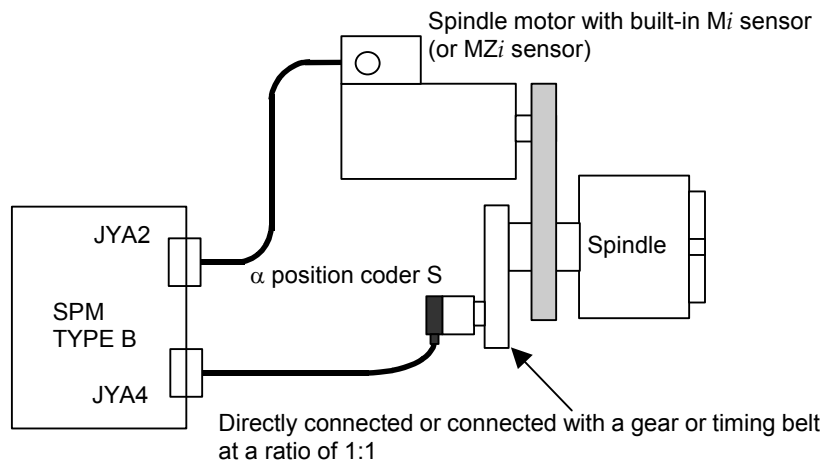 Spindle motor with built-in Mi sensor
(or MZi sensor)
JYA2
α position coder S
Spindle
SPM
TYPE B
JYA4
Directly connected or connected with a gear or timing belt
at a ratio of 1:1